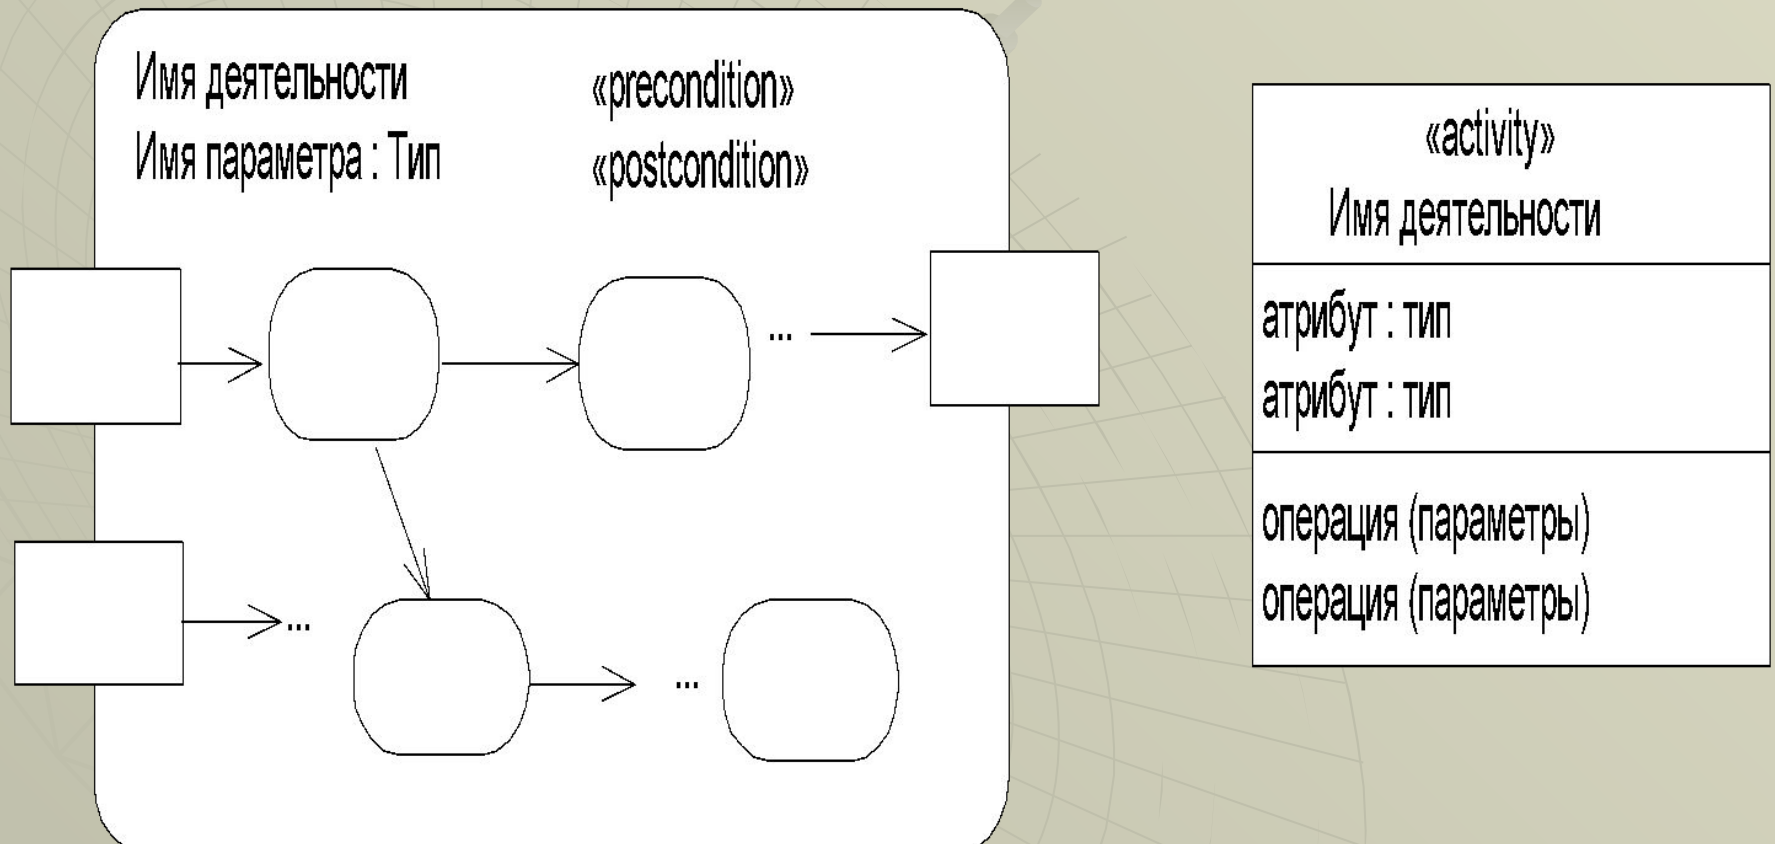 Имя деятельности
Имя параметра : Тип
«precondition»
«postcondition»
...
...
...
«activity»
Имя деятельности
атрибут : тип
атрибут : тип
операция (параметры)
операция (параметры)